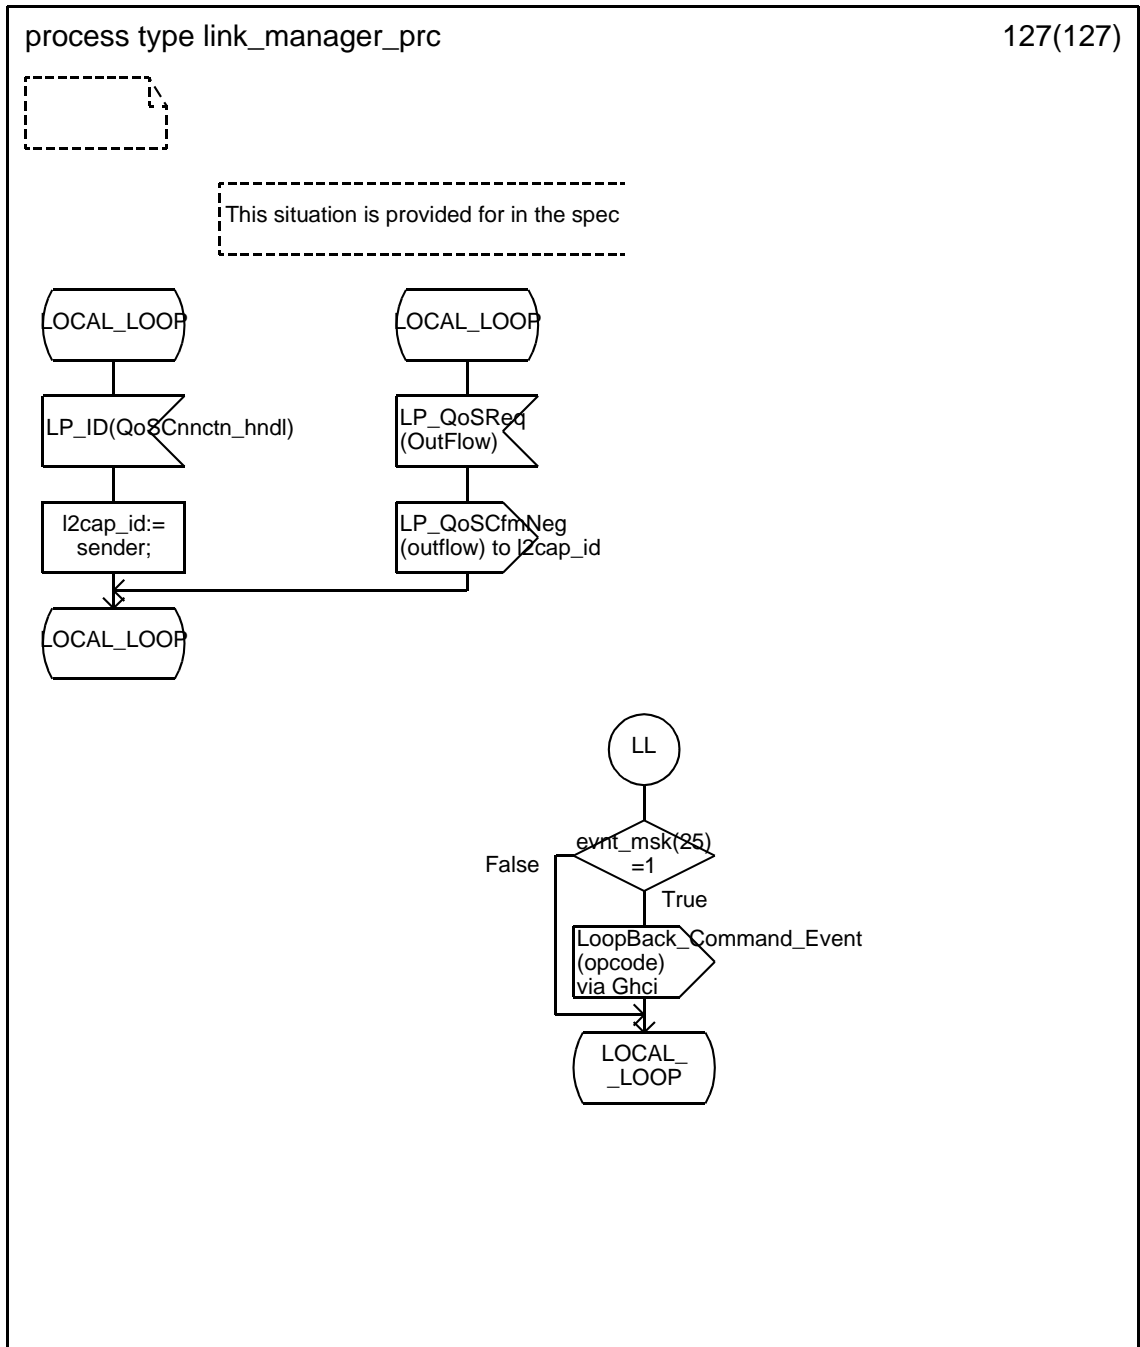 process type link_manager_prc
127(127)
This situation is provided for in the spec
LOCAL_LOOP
LOCAL_LOOP
LP_ID(QoSCnnctn_hndl)
LP_QoSReq
(OutFlow)
l2cap_id:=
sender;
LP_QoSCfmNeg
(outflow) to l2cap_id
LOCAL_LOOP
LL
evnt_msk(25)
=1
False
True
LoopBack_Command_Event
(opcode)
via Ghci
LOCAL_
_LOOP